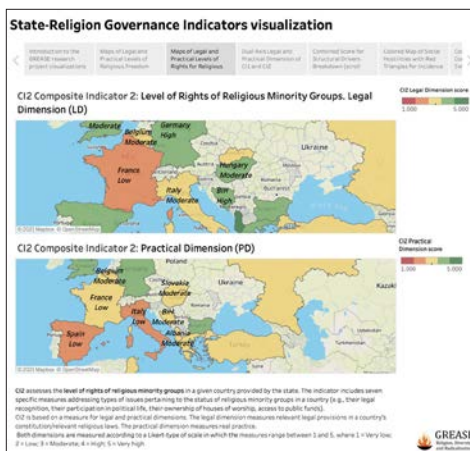 State-Religion Governance Indicators visualization
Introduction to the GREASE research project visualizations
Maps of Legal and Practical Levels of Religious Freedom
Maps of Legal and Practical Levels of Rights for Religious
Dual-Axis Legal and Practical Dimension of CI1 and CI2
Combined Score for Structural Drivers Breakdown (scroll)
Colored Map of Social Hostilities with Red Triangles for Incidence
CI2 Composite Indicator 2: Level of Rights of Religious Minority Groups. Legal
Dimension (LD)
CI2 Legal Dimension score
1.000 5.000
Moderate
Germany
High
Belgium
Moderate
Ukraine
France
Low
Austria
Hungary
Moderate
Romania
Bucharest
Italy
Moderate
BiH
High
© 2021 Mapbox © OpenStreetMap
CI2 Composite Indicator 2: Practical Dimension (PD)
CI2 Practical
Dimension score
1.000 5.000
Poland
Belgium
Moderate
Slovakia
Moderate
Ukraine
Kazak
France
Low
BiH
Moderate
Italy
Low
Spain
Low
Albania
Moderate
© 2021 Mapbox © OpenStreetMap
CI2 assesses the level of rights of religious minority groups in a given country provided by the state. The indicator includes seven
specific measures addressing types of issues pertaining to the status of religious minority groups in a country (e.g., their legal
recognition, their participation in political life, their ownership of houses of worship, access to public funds).
CI2 is based on a measure for legal and practical dimensions. The legal dimension measures relevant legal provisions in a country's
constitution/relevant religious laws. The practical dimension measures real practice.
Both dimensions are measured according to a Likert-type of scale in which the measures range between 1 and 5, where 1 = Very low;
2 = Low; 3 = Moderate; 4 = High; 5 = Very high
GREASE